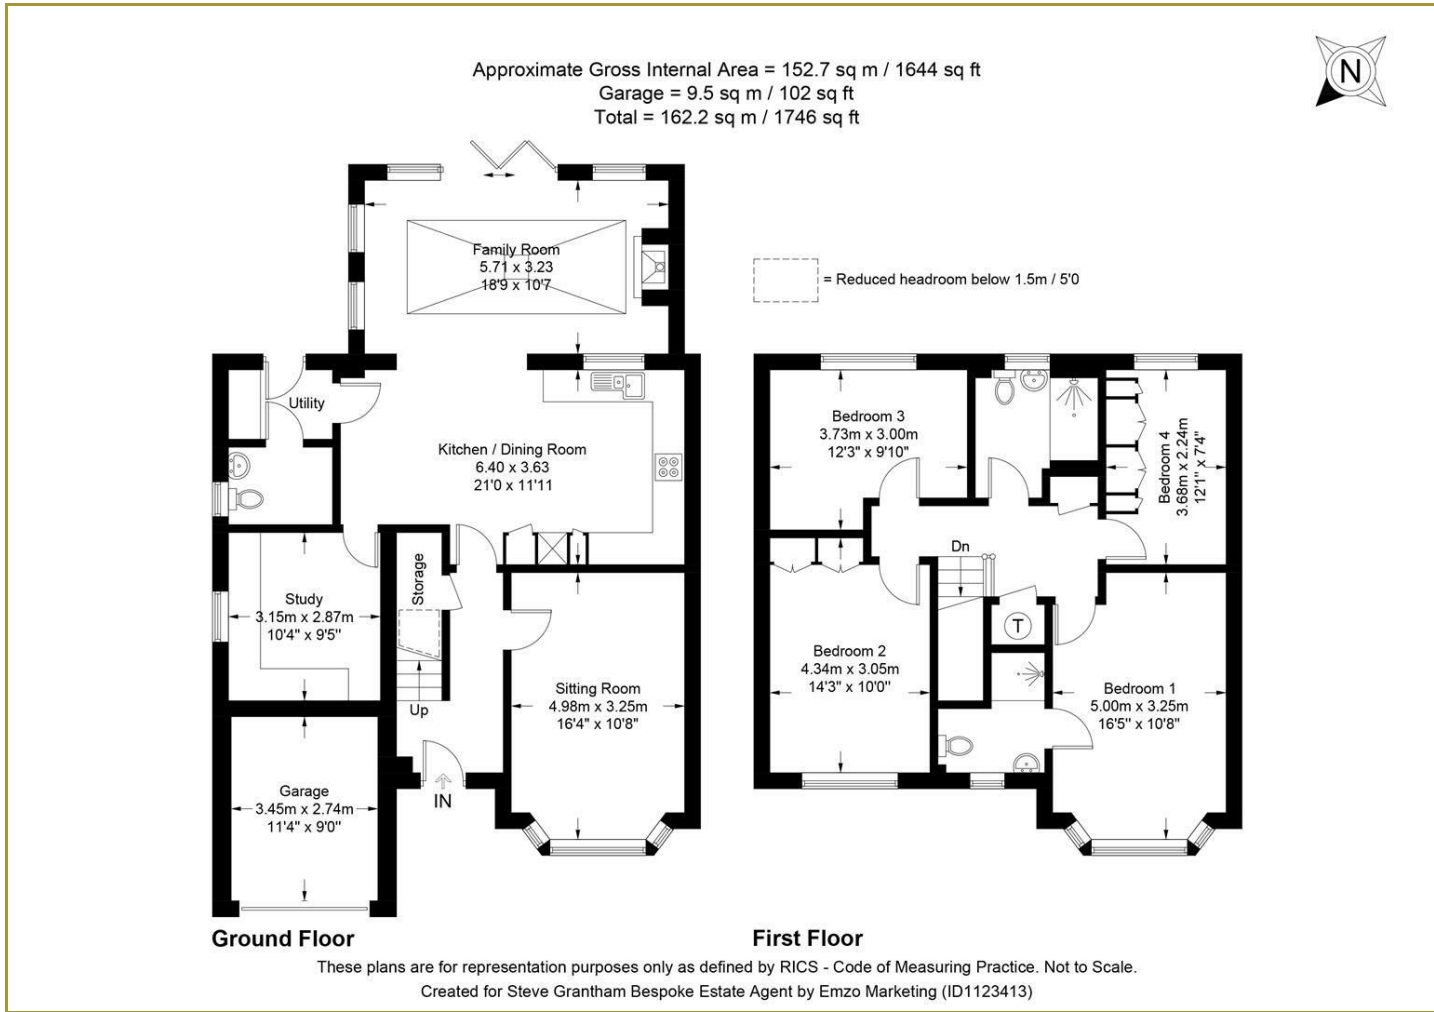 Approximate Gross Internal Area = 152.7 sq m / 1644 sq ft
Garage = 9.5 sq m / 102 sq ft
Total = 162.2 sq m / 1746 sq ft
N
Family Room
5.71 x 3.23
18'9 x 10'7
= Reduced headroom below 1.5m / 5'0
Utility
Kitchen / Dining Room
6.40 x 3.63
21'0 x 11'11
Storage
Study
3.15m x 2.87m
10'4" x 9'5"
Up
Sitting Room
4.98m x 3.25m
16'4" x 10'8"
Garage
3.45m x 2.74m
11'4" x 9'0"
IN
Ground Floor
Bedroom 3
3.73m x 3.00m
12'3" x 9'10"
Bedroom 4
3.68m x 2.24m
12'1" x 7'4"
Dn
T
Bedroom 2
4.34m x 3.05m
14'3" x 10'0"
Bedroom 1
5.00m x 3.25m
16'5" x 10'8"
First Floor
These plans are for representation purposes only as defined by RICS - Code of Measuring Practice. Not to Scale.
Created for Steve Grantham Bespoke Estate Agent by Emzo Marketing (ID1123413)